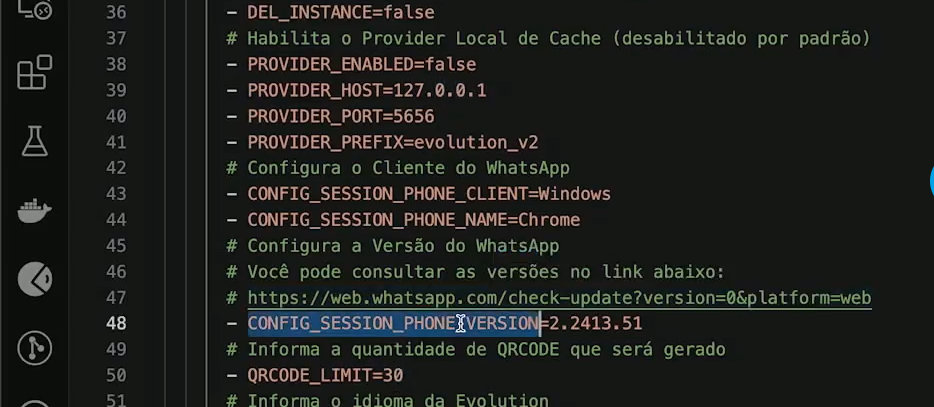 36 - DEL_INSTANCE=false
37 # Habilita o Provider Local de Cache (desabilitado por padrão)
38 - PROVIDER_ENABLED=false
39 - PROVIDER_HOST=127.0.0.1
40 - PROVIDER_PORT=5656
41 - PROVIDER_PREFIX=evolution_v2
42 # Configura o Cliente do WhatsApp
43 - CONFIG_SESSION_PHONE_CLIENT=Windows
44 - CONFIG_SESSION_PHONE_NAME=Chrome
45 # Configura a Versão do WhatsApp
46 # Você pode consultar as versões no link abaixo:
47 # https://web.whatsapp.com/check-update?version=0&platform=web
48 - CONFIG_SESSION_PHONE_VERSION=2.2413.51
49 # Informa a quantidade de QRCODE que será gerado
50 - QRCODE_LIMIT=30
51 # Informa o idioma da Evolution